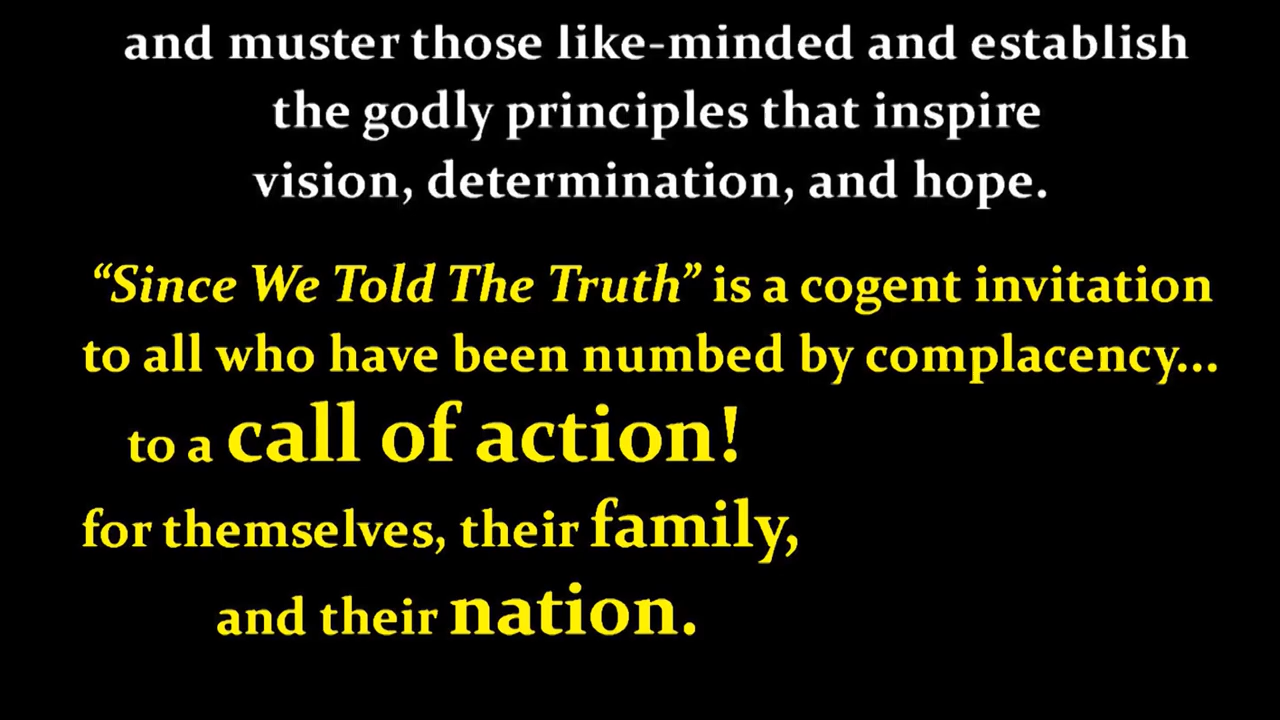 and muster those like-minded and establish
the godly principles that inspire
vision, determination, and hope.
“Since We Told The Truth” is a cogent invitation
to all who have been numbed by complacency...
to a call of action!
for themselves, their family,
and their nation.